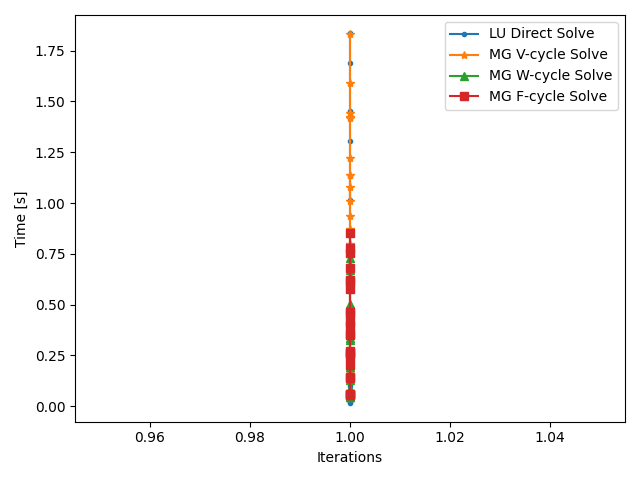 LU Direct Solve
MG V-cycle Solve
MG W-cycle Solve
MG F-cycle Solve
Time [s]
1.75
1.50
1.25
1.00
0.75
0.50
0.25
0.00
0.96 0.98 1.00 1.02 1.04
Iterations